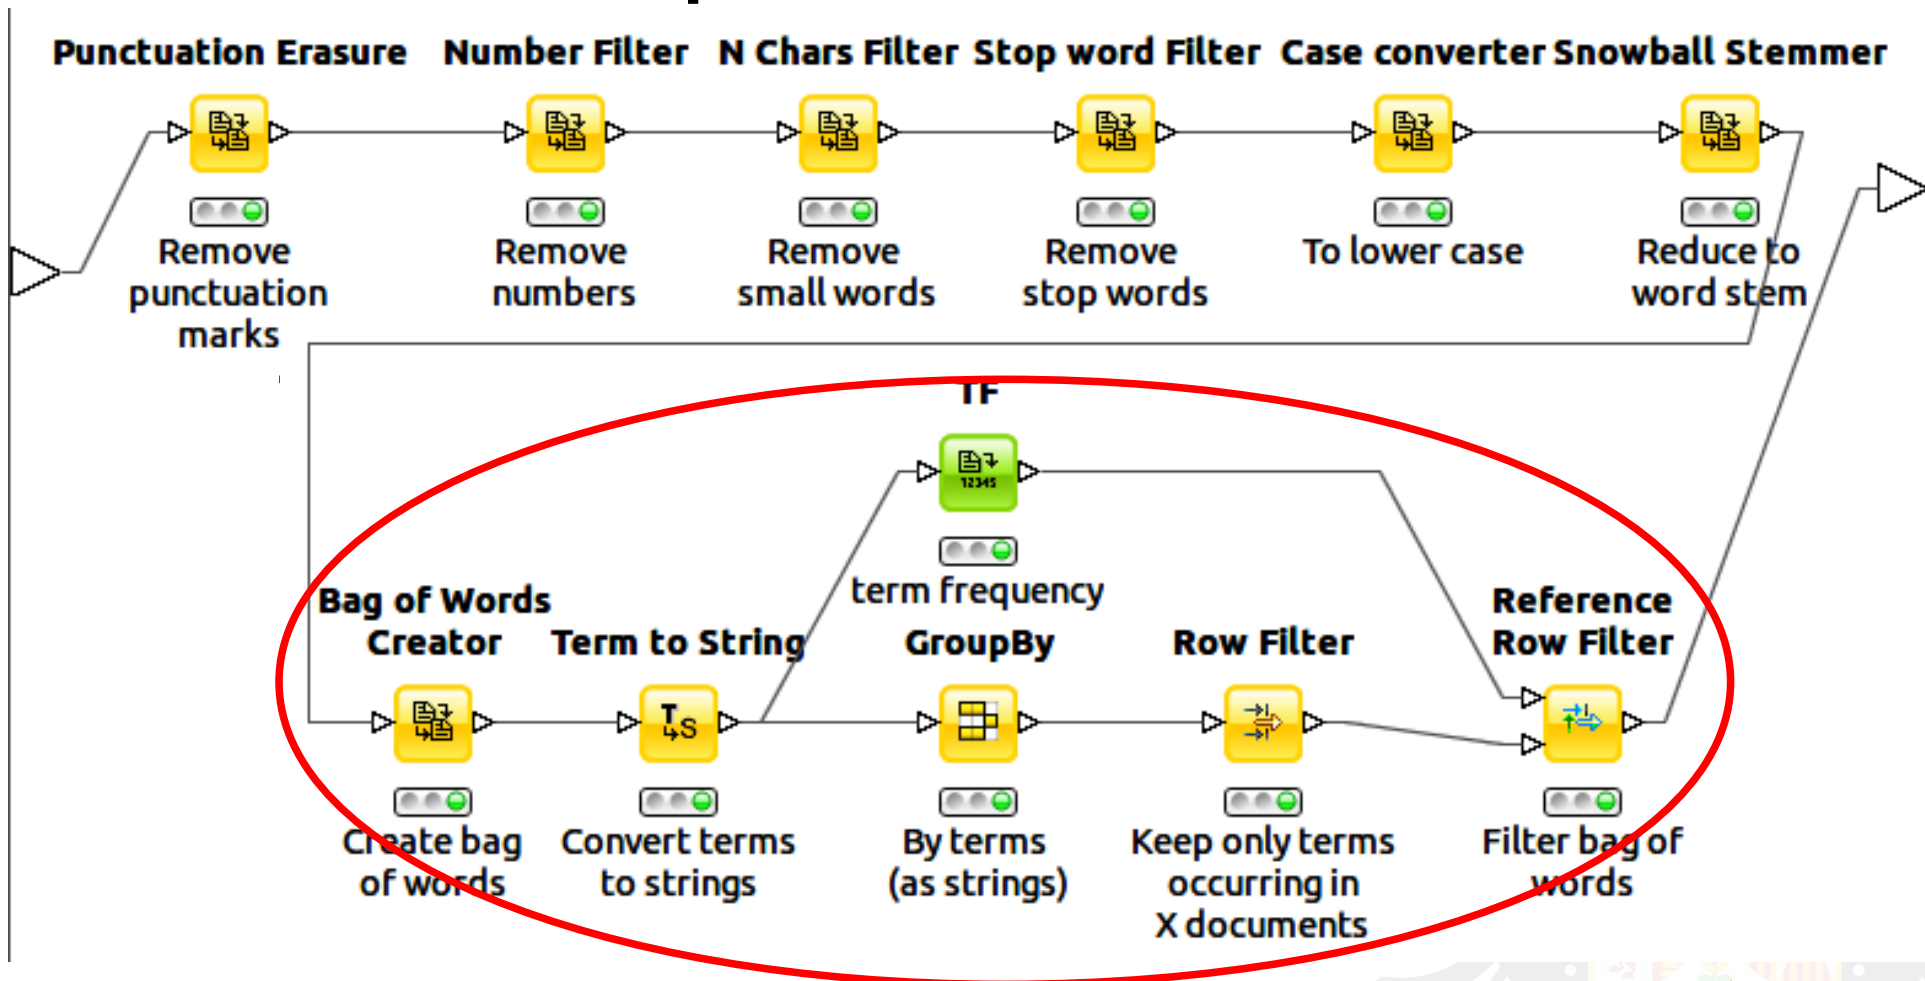 Punctuation Erasure Number Filter N Chars Filter Stop word Filter Case converter Snowball Stemmer
Remove
punctuation
marks
Remove
numbers
Remove
small words
Remove
stop words
To lower case
Reduce to
word stem
TF
12345
term frequency
Bag of Words
Creator
Term to String
GroupBy
Row Filter
Reference
Row Filter
T
S
Create bag
of words
Convert terms
to strings
By terms
(as strings)
Keep only terms
occurring in
X documents
Filter bag of
words